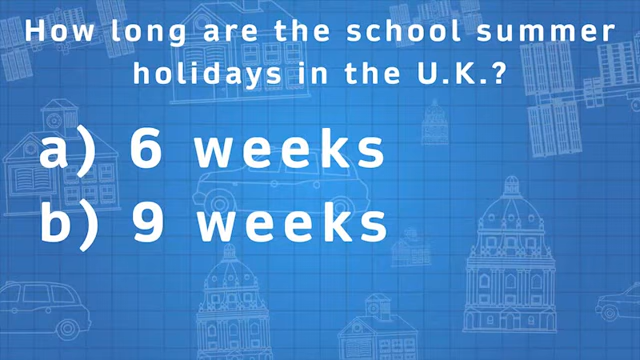 How long are the school summer
holidays in the U.K.?
a) 6 weeks
b) 9 weeks